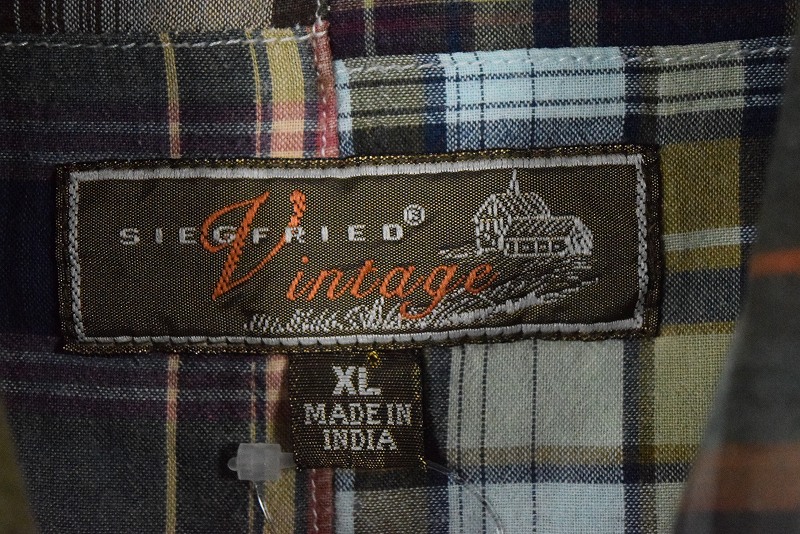 SIEGFRIED®
Vintage
XL
MADE IN
INDIA